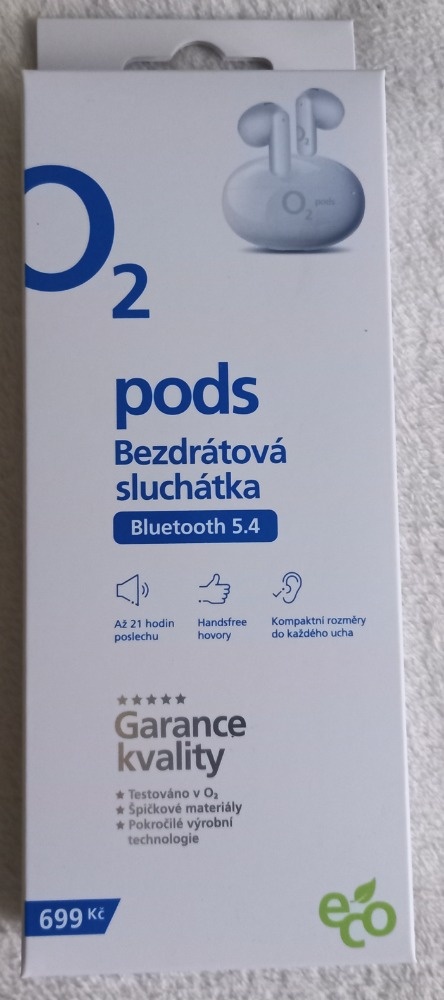 O2 pods
O2
pods
Bezdrátová
sluchátka
Bluetooth 5.4
Až 21 hodin
poslechu
Handsfree
hovory
Kompaktní rozměry
do každého ucha
Garance
kvality
★ Testováno v O₂
★ Špičkové materiály
★ Pokročilé výrobní
technologie
699 Kč
eco